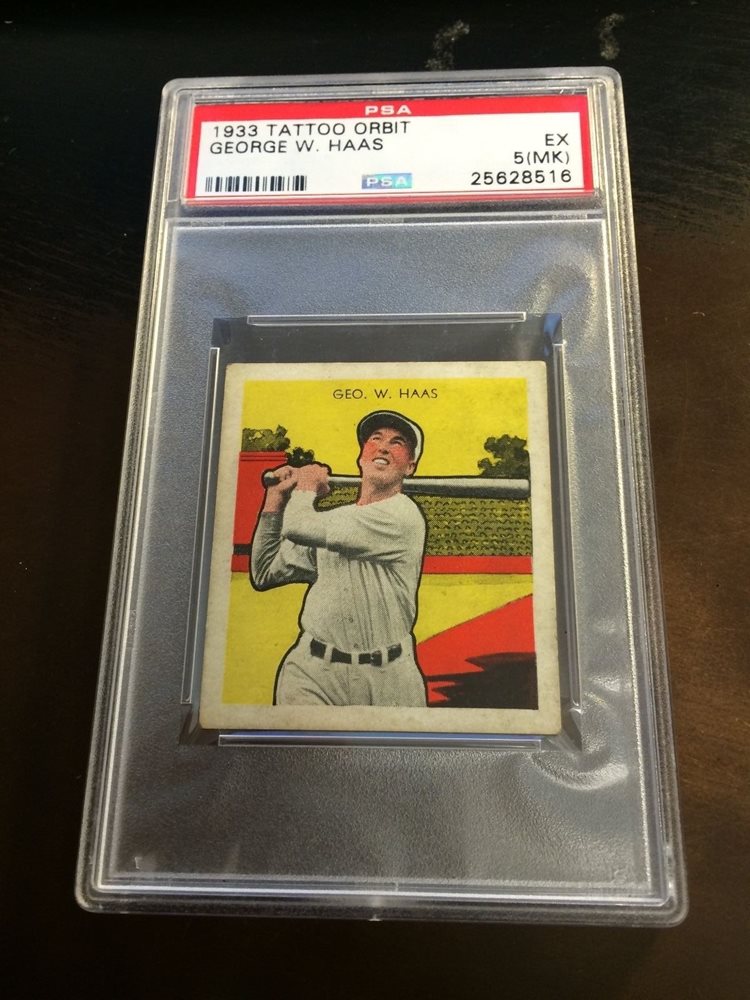 PSA
1933 TATTOO ORBIT
GEORGE W. HAAS
EX
5(MK)
PSA
25628516
GEO. W. HAAS